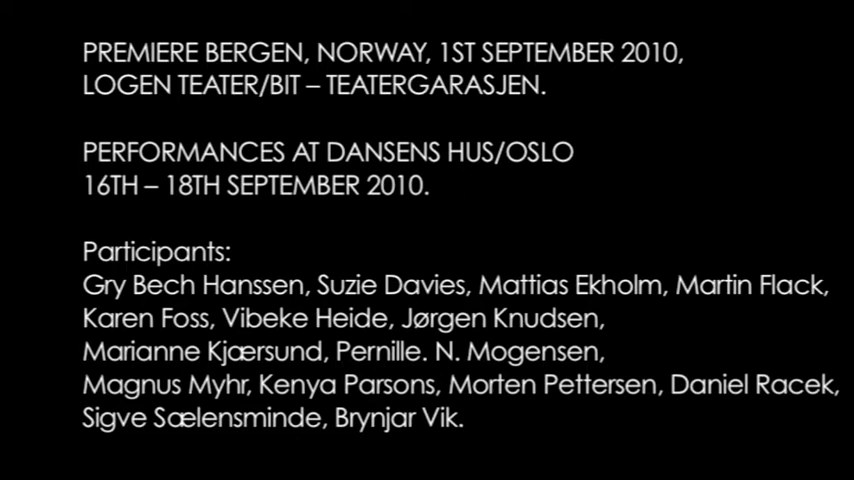 PREMIERE BERGEN, NORWAY, 1ST SEPTEMBER 2010,
LOGEN TEATER/BIT – TEATERGARASJEN.
PERFORMANCES AT DANSENS HUS/OSLO
16TH – 18TH SEPTEMBER 2010.
Participants:
Gry Bech Hanssen, Suzie Davies, Mattias Ekholm, Martin Flack,
Karen Foss, Vibeke Heide, Jørgen Knudsen,
Marianne Kjærsund, Pernille. N. Mogensen,
Magnus Myhr, Kenya Parsons, Morten Pettersen, Daniel Racek,
Sigve Sælensminde, Brynjar Vik.